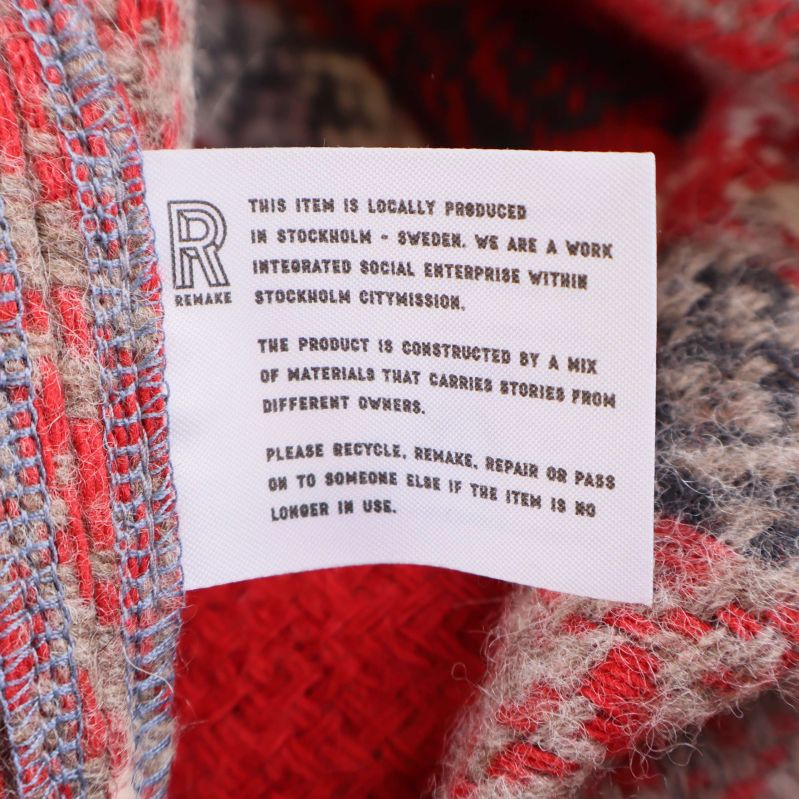 R
REMAKE
THIS ITEM IS LOCALLY PRODUCED
IN STOCKHOLM - SWEDEN. WE ARE A WORK
INTEGRATED SOCIAL ENTERPRISE WITHIN
STOCKHOLM CITYMISSION.
THE PRODUCT IS CONSTRUCTED BY A MIX
OF MATERIALS THAT CARRIES STORIES FROM
DIFFERENT OWNERS.
PLEASE RECYCLE, REMAKE, REPAIR OR PASS
ON TO SOMEONE ELSE IF THE ITEM IS NO
LONGER IN USE.